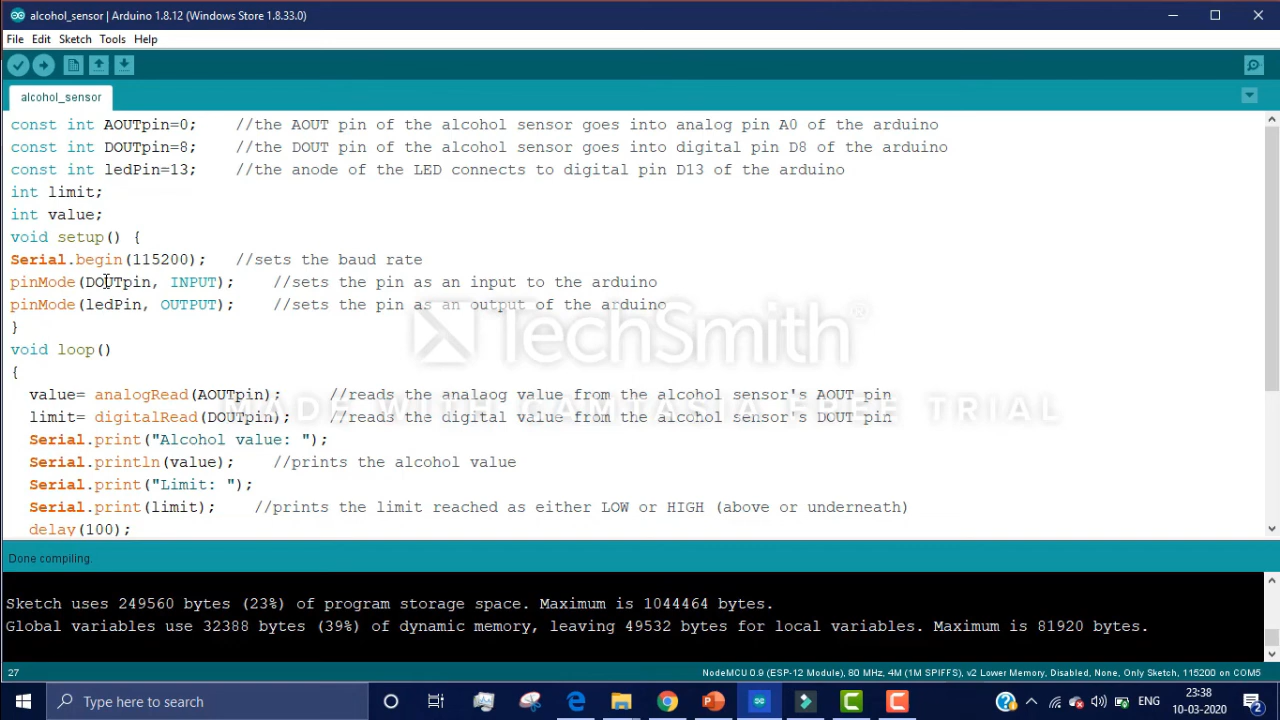 alcohol_sensor | Arduino 1.8.12 (Windows Store 1.8.33.0)
File Edit Sketch Tools Help
alcohol_sensor
const int AOUTpin=0; //the AOUT pin of the alcohol sensor goes into analog pin A0 of the arduino
const int DOUTpin=8; //the DOUT pin of the alcohol sensor goes into digital pin D8 of the arduino
const int ledPin=13; //the anode of the LED connects to digital pin D13 of the arduino
int limit;
int value;
void setup() {
Serial.begin(115200); //sets the baud rate
pinMode(DOUTpin, INPUT); //sets the pin as an input to the arduino
pinMode(ledPin, OUTPUT); //sets the pin as an output of the arduino
}
TechSmith®
void loop()
{
value= analogRead(AOUTpin); //reads the analaog value from the alcohol sensor's AOUT pin
MADE WITH CAMTASIA FREE TRIAL
limit= digitalRead(DOUTpin); //reads the digital value from the alcohol sensor's DOUT pin
Serial.print("Alcohol value: ");
Serial.println(value); //prints the alcohol value
Serial.print("Limit: ");
Serial.print(limit); //prints the limit reached as either LOW or HIGH (above or underneath)
delay(100);
Done compiling.
Sketch uses 249560 bytes (23%) of program storage space. Maximum is 1044464 bytes.
Global variables use 32388 bytes (39%) of dynamic memory, leaving 49532 bytes for local variables. Maximum is 81920 bytes.
27 NodeMCU 0.9 (ESP-12 Module), 80 MHz, 4M (1M SPIFFS), v2 Lower Memory, Disabled, None, Only Sketch, 115200 on COM5
Type here to search ENG 23:38
10-03-2020 2